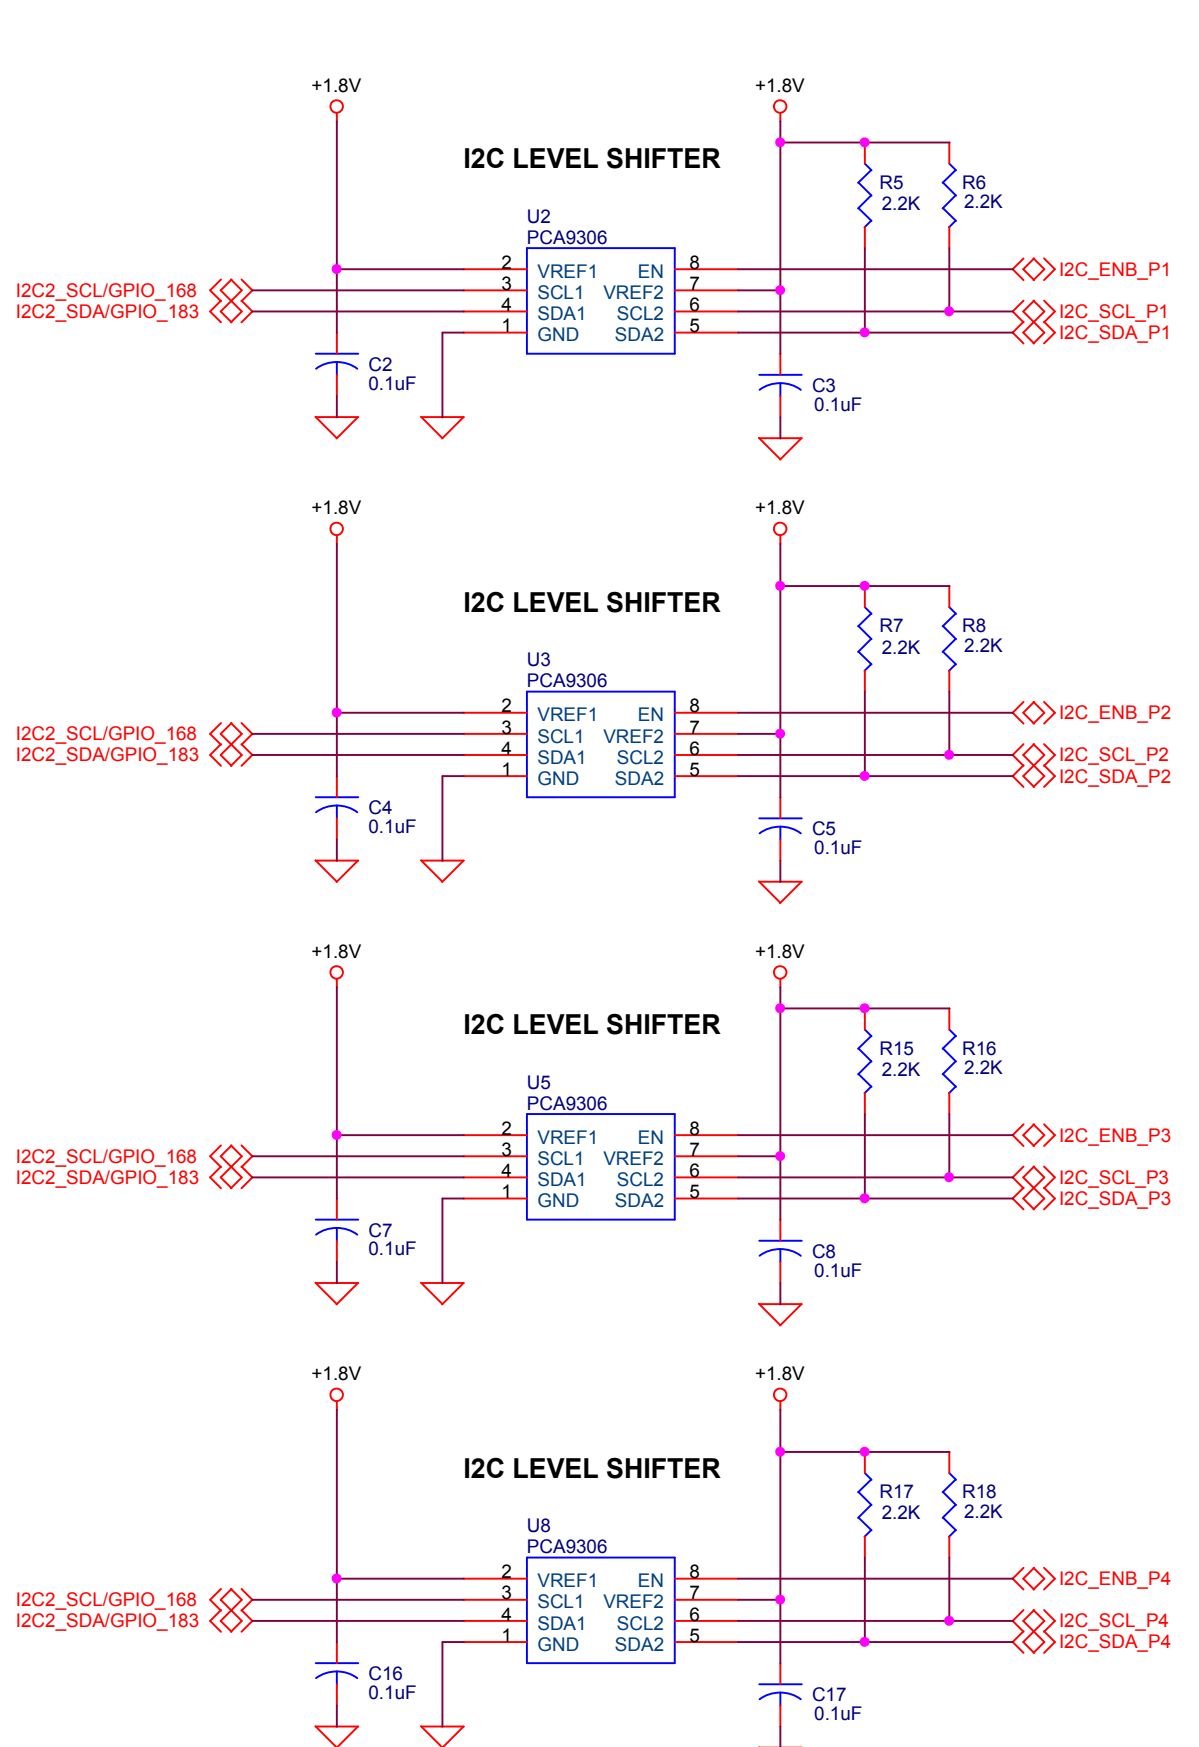 +1.8V +1.8V
I2C LEVEL SHIFTER
R5 R6
2.2K 2.2K
U2
PCA9306
2 VREF1 EN 8 I2C_ENB_P1
I2C2_SCL/GPIO_168 3 SCL1 VREF2 7
I2C2_SDA/GPIO_183 4 SDA1 SCL2 6 I2C_SCL_P1
1 GND SDA2 5 I2C_SDA_P1
C2
0.1uF
C3
0.1uF
+1.8V +1.8V
I2C LEVEL SHIFTER
R7 R8
2.2K 2.2K
U3
PCA9306
2 VREF1 EN 8 I2C_ENB_P2
I2C2_SCL/GPIO_168 3 SCL1 VREF2 7
I2C2_SDA/GPIO_183 4 SDA1 SCL2 6 I2C_SCL_P2
1 GND SDA2 5 I2C_SDA_P2
C4
0.1uF
C5
0.1uF
+1.8V +1.8V
I2C LEVEL SHIFTER
R15 R16
2.2K 2.2K
U5
PCA9306
2 VREF1 EN 8 I2C_ENB_P3
I2C2_SCL/GPIO_168 3 SCL1 VREF2 7
I2C2_SDA/GPIO_183 4 SDA1 SCL2 6 I2C_SCL_P3
1 GND SDA2 5 I2C_SDA_P3
C7
0.1uF
C8
0.1uF
+1.8V +1.8V
I2C LEVEL SHIFTER
R17 R18
2.2K 2.2K
U8
PCA9306
2 VREF1 EN 8 I2C_ENB_P4
I2C2_SCL/GPIO_168 3 SCL1 VREF2 7
I2C2_SDA/GPIO_183 4 SDA1 SCL2 6 I2C_SCL_P4
1 GND SDA2 5 I2C_SDA_P4
C16
0.1uF
C17
0.1uF